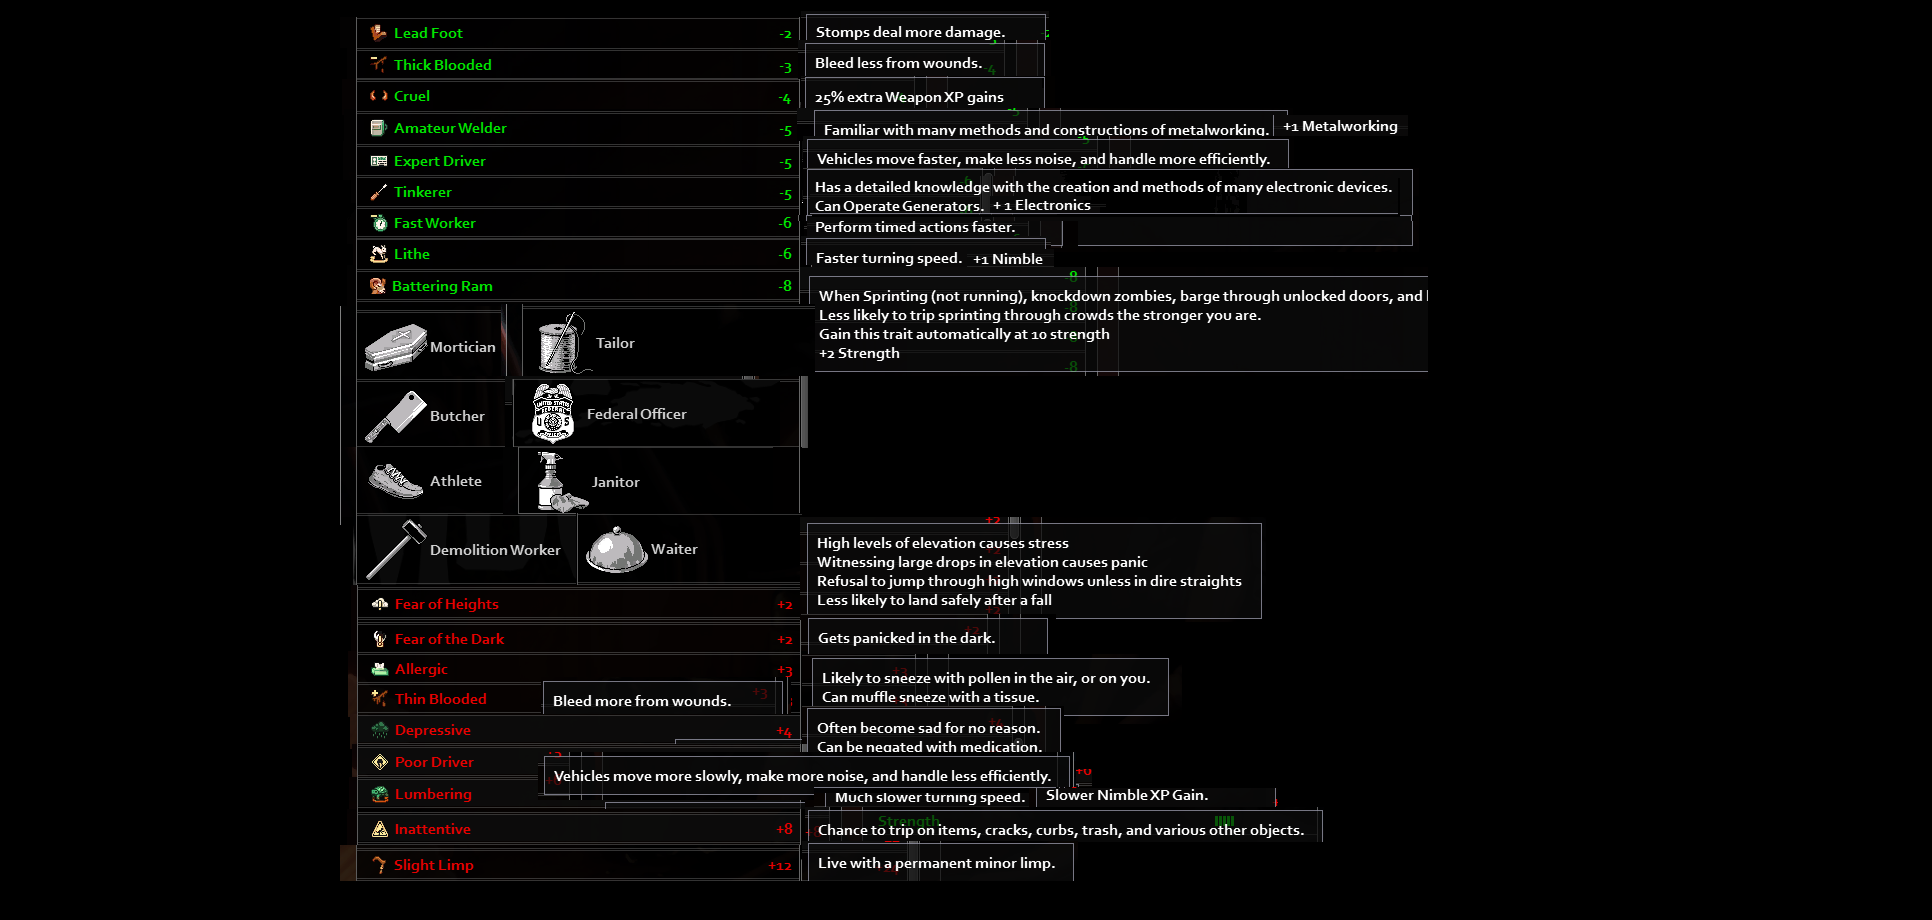 Lead Foot -2 Stomps deal more damage.
Thick Blooded -3 Bleed less from wounds.
Cruel -4 25% extra Weapon XP gains
Amateur Welder -5 Familiar with many methods and constructions of metalworking. +1 Metalworking
Expert Driver -5 Vehicles move faster, make less noise, and handle more efficiently.
Tinkerer -5 Has a detailed knowledge with the creation and methods of many electronic devices.
Can Operate Generators. + 1 Electronics
Fast Worker -6 Perform timed actions faster.
Lithe -6 Faster turning speed. +1 Nimble
Battering Ram -8 When Sprinting (not running), knockdown zombies, barge through unlocked doors, and
Less likely to trip sprinting through crowds the stronger you are.
Gain this trait automatically at 10 strength
+2 Strength
Mortician Tailor
Butcher UNITED STATES FEDERAL U S Federal Officer
Athlete Janitor
Demolition Worker Waiter
High levels of elevation causes stress
Witnessing large drops in elevation causes panic
Refusal to jump through high windows unless in dire straights
Less likely to land safely after a fall
Fear of Heights +2
Fear of the Dark +2 Gets panicked in the dark.
Allergic +3 Likely to sneeze with pollen in the air, or on you.
Can muffle sneeze with a tissue.
Thin Blooded Bleed more from wounds. +3
Depressive +4 Often become sad for no reason.
Can be negated with medication.
Poor Driver Vehicles move more slowly, make more noise, and handle less efficiently.
Lumbering Much slower turning speed. Slower Nimble XP Gain.
Strength
Inattentive +8 Chance to trip on items, cracks, curbs, trash, and various other objects.
Slight Limp +12 Live with a permanent minor limp.